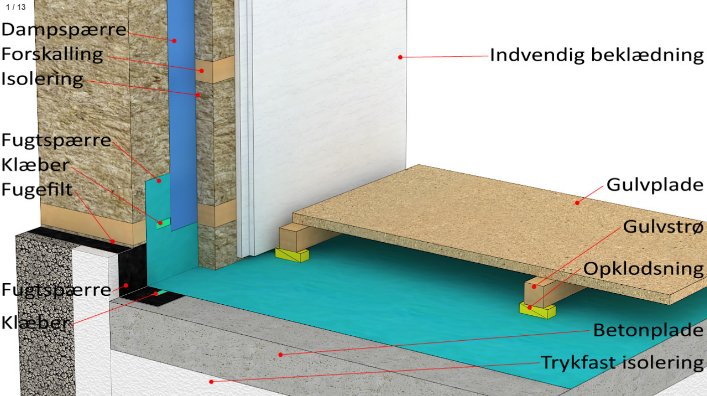 1 / 13
Dampspærre
Forskalling
Isolering
Indvendig beklædning
Fugtspærre
Klæber
Fugefilt
Gulvplade
Gulvstrø
Opklodsning
Fugtspærre
Klæber
Betonplade
Trykfast isolering